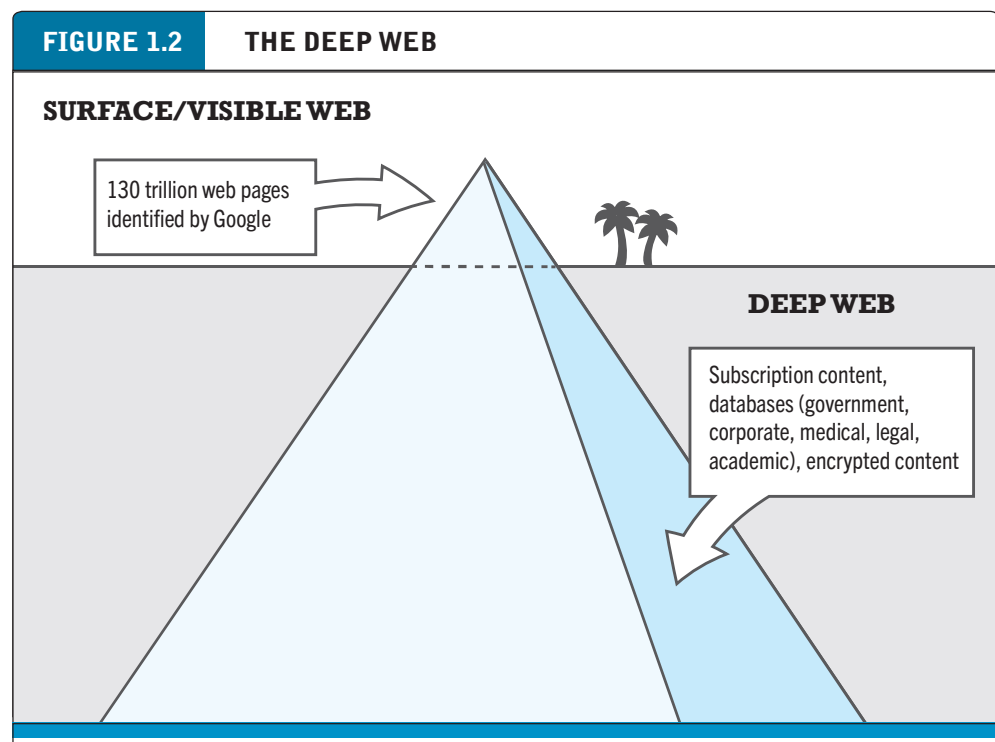 FIGURE 1.2 THE DEEP WEB
SURFACE/VISIBLE WEB
130 trillion web pages
identified by Google
DEEP WEB
Subscription content,
databases (government,
corporate, medical, legal,
academic), encrypted content